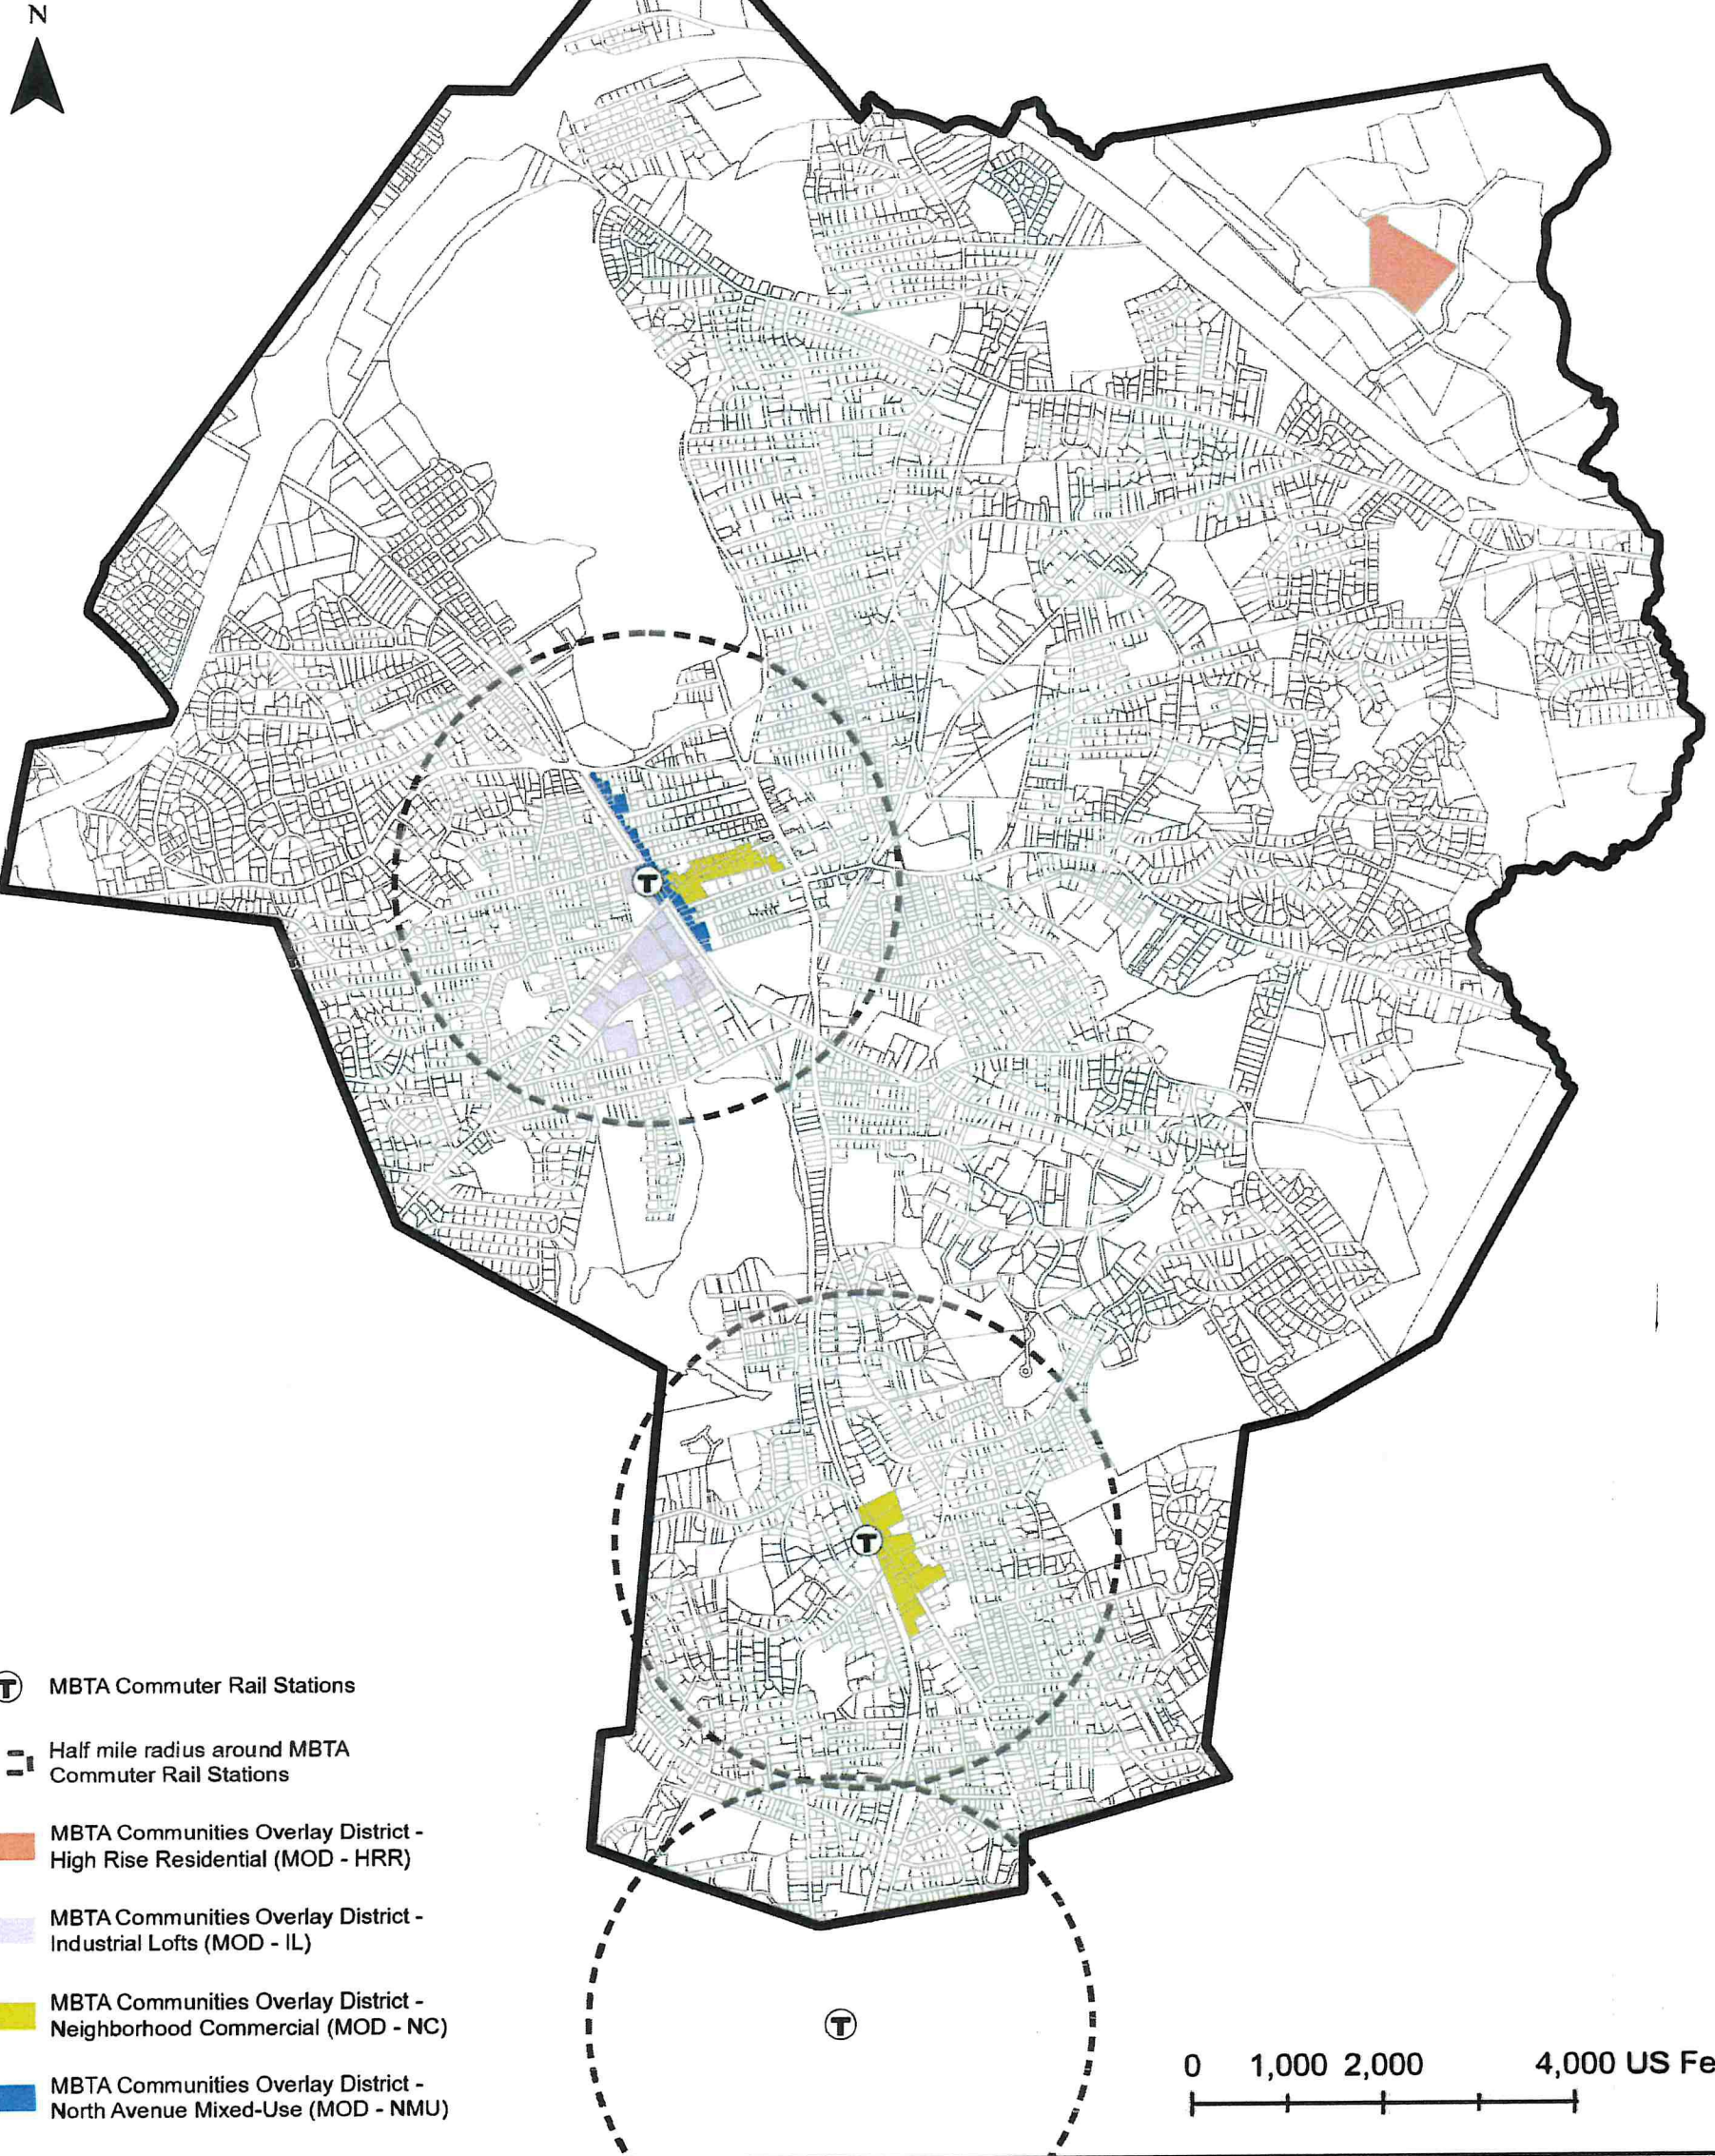 N
T
T
T MBTA Commuter Rail Stations
Half mile radius around MBTA
Commuter Rail Stations
MBTA Communities Overlay District -
High Rise Residential (MOD - HRR)
MBTA Communities Overlay District -
Industrial Lofts (MOD - IL)
MBTA Communities Overlay District -
Neighborhood Commercial (MOD - NC)
MBTA Communities Overlay District -
North Avenue Mixed-Use (MOD - NMU)
T
0 1,000 2,000 4,000 US Fe